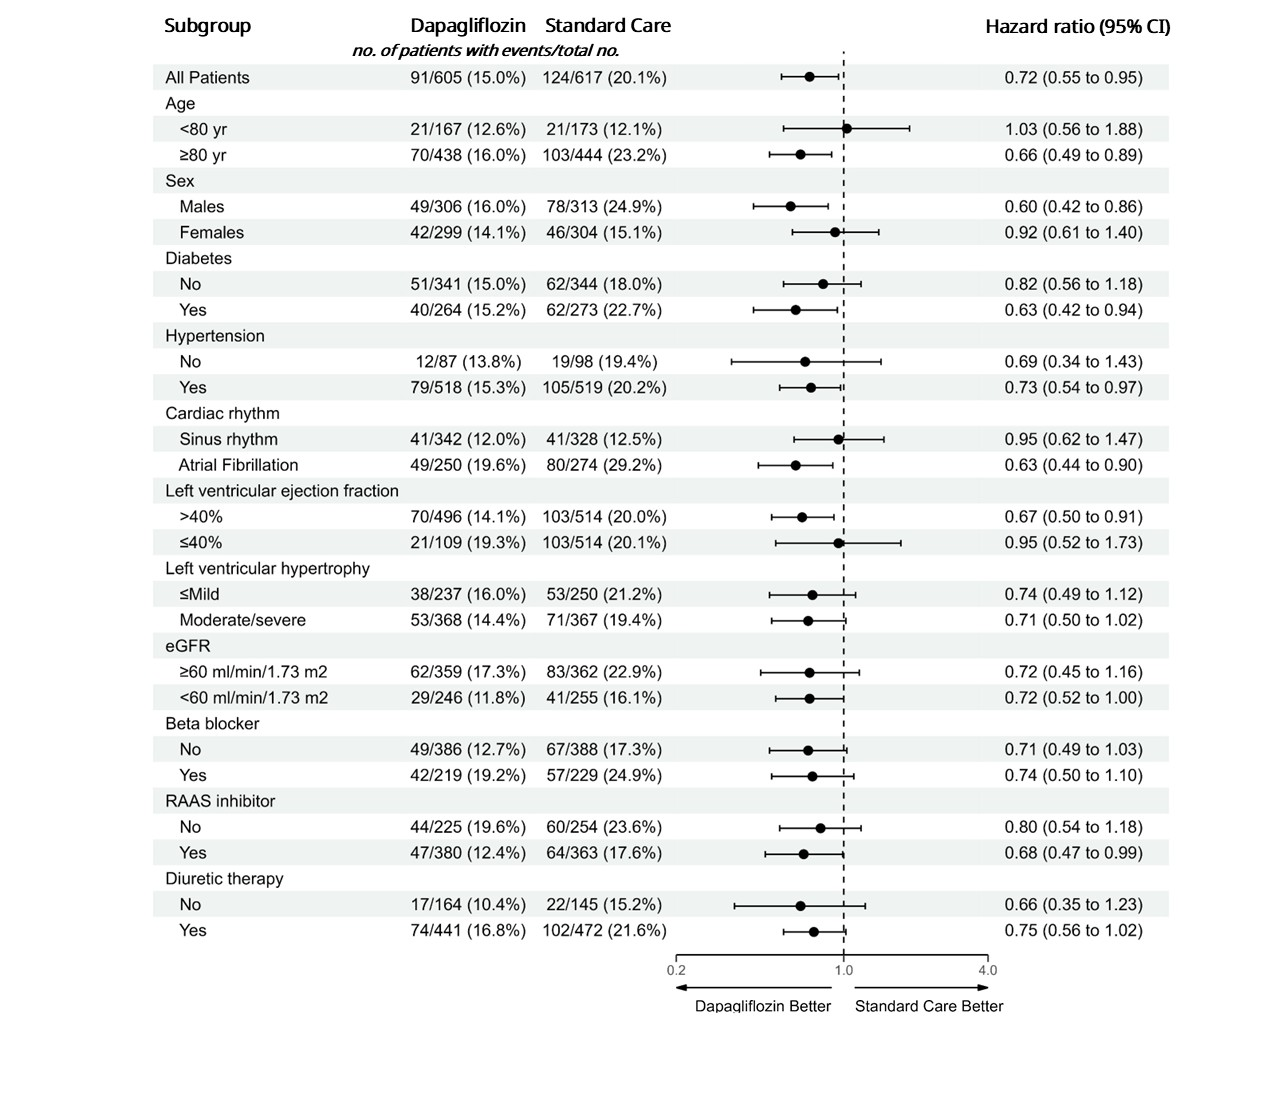 Subgroup Dapagliflozin Standard Care Hazard ratio (95% CI)
no. of patients with events/total no.
All Patients 91/605 (15.0%) 124/617 (20.1%) 0.72 (0.55 to 0.95)
Age
<80 yr 21/167 (12.6%) 21/173 (12.1%) 1.03 (0.56 to 1.88)
≥80 yr 70/438 (16.0%) 103/444 (23.2%) 0.66 (0.49 to 0.89)
Sex
Males 49/306 (16.0%) 78/313 (24.9%) 0.60 (0.42 to 0.86)
Females 42/299 (14.1%) 46/304 (15.1%) 0.92 (0.61 to 1.40)
Diabetes
No 51/341 (15.0%) 62/344 (18.0%) 0.82 (0.56 to 1.18)
Yes 40/264 (15.2%) 62/273 (22.7%) 0.63 (0.42 to 0.94)
Hypertension
No 12/87 (13.8%) 19/98 (19.4%) 0.69 (0.34 to 1.43)
Yes 79/518 (15.3%) 105/519 (20.2%) 0.73 (0.54 to 0.97)
Cardiac rhythm
Sinus rhythm 41/342 (12.0%) 41/328 (12.5%) 0.95 (0.62 to 1.47)
Atrial Fibrillation 49/250 (19.6%) 80/274 (29.2%) 0.63 (0.44 to 0.90)
Left ventricular ejection fraction
>40% 70/496 (14.1%) 103/514 (20.0%) 0.67 (0.50 to 0.91)
≤40% 21/109 (19.3%) 103/514 (20.1%) 0.95 (0.52 to 1.73)
Left ventricular hypertrophy
≤Mild 38/237 (16.0%) 53/250 (21.2%) 0.74 (0.49 to 1.12)
Moderate/severe 53/368 (14.4%) 71/367 (19.4%) 0.71 (0.50 to 1.02)
eGFR
≥60 ml/min/1.73 m2 62/359 (17.3%) 83/362 (22.9%) 0.72 (0.45 to 1.16)
<60 ml/min/1.73 m2 29/246 (11.8%) 41/255 (16.1%) 0.72 (0.52 to 1.00)
Beta blocker
No 49/386 (12.7%) 67/388 (17.3%) 0.71 (0.49 to 1.03)
Yes 42/219 (19.2%) 57/229 (24.9%) 0.74 (0.50 to 1.10)
RAAS inhibitor
No 44/225 (19.6%) 60/254 (23.6%) 0.80 (0.54 to 1.18)
Yes 47/380 (12.4%) 64/363 (17.6%) 0.68 (0.47 to 0.99)
Diuretic therapy
No 17/164 (10.4%) 22/145 (15.2%) 0.66 (0.35 to 1.23)
Yes 74/441 (16.8%) 102/472 (21.6%) 0.75 (0.56 to 1.02)
0.2 1.0 4.0
Dapagliflozin Better Standard Care Better